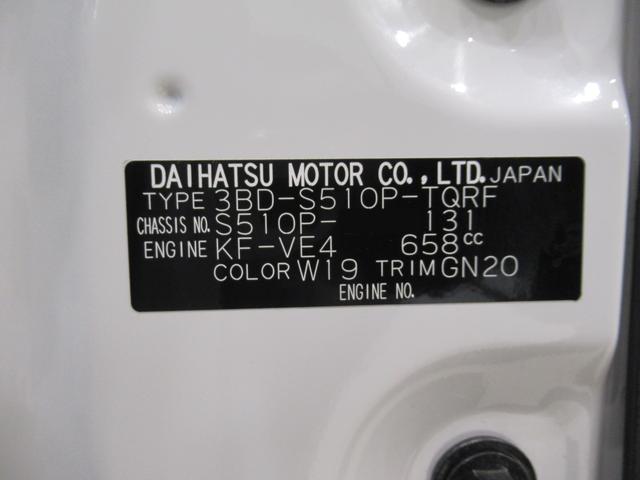 DAIHATSU MOTOR CO.,LTD. JAPAN
TYPE 3BD-S510P-TQRF
CHASSIS NO. S510P- 131
ENGINE KF-VE4 658cc
COLOR W19 TRIM GN20
ENGINE NO.